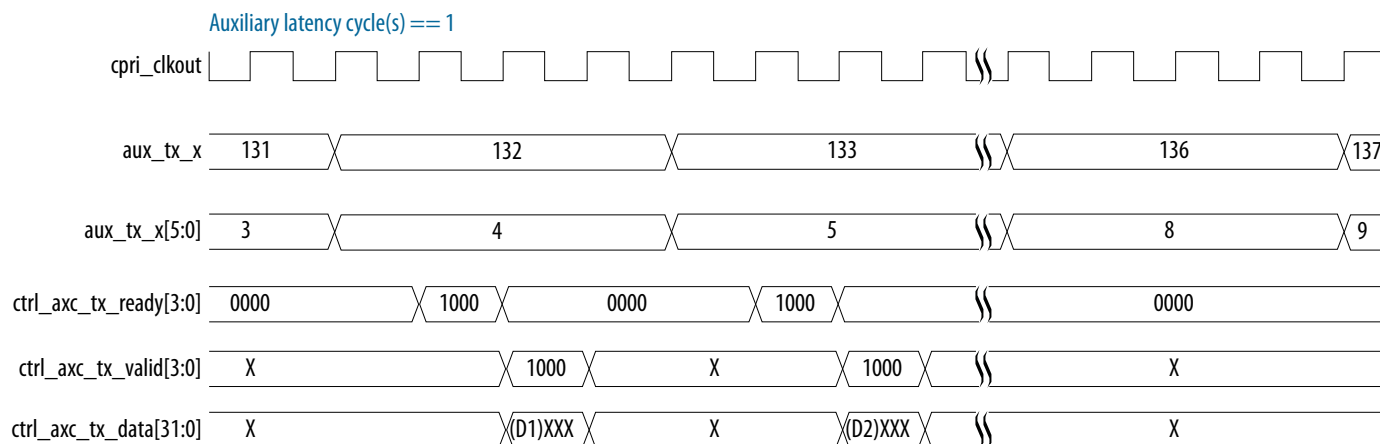 Auxiliary latency cycle(s) == 1
cpri_clkout
aux_tx_x 131 132 133 136 137
aux_tx_x[5:0] 3 4 5 8 9
ctrl_axc_tx_ready[3:0] 0000 1000 0000 1000 0000
ctrl_axc_tx_valid[3:0] X 1000 X 1000 X
ctrl_axc_tx_data[31:0] X (D1)XXX X (D2)XXX X